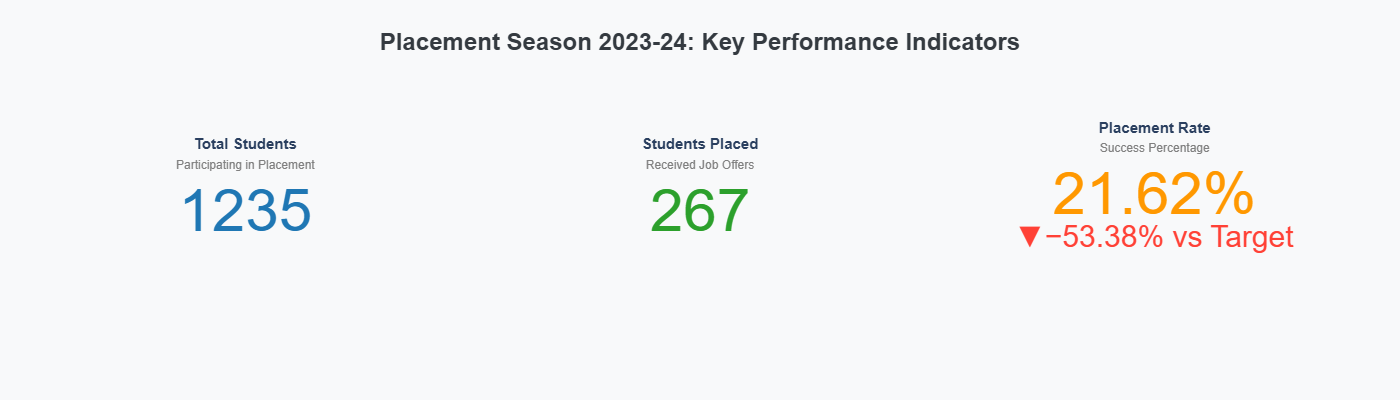 Placement Season 2023-24: Key Performance Indicators
Total Students
Participating in Placement
1235
Students Placed
Received Job Offers
267
Placement Rate
Success Percentage
21.62%
▼−53.38% vs Target